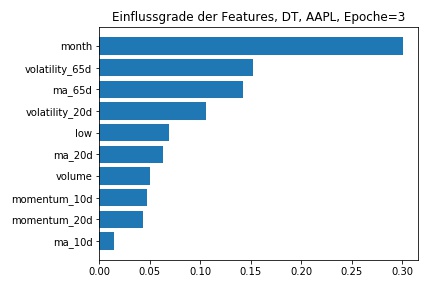 Einflussgrade der Features, DT, AAPL, Epoche=3
month
volatility_65d
ma_65d
volatility_20d
low
ma_20d
volume
momentum_10d
momentum_20d
ma_10d
0.00 0.05 0.10 0.15 0.20 0.25 0.30